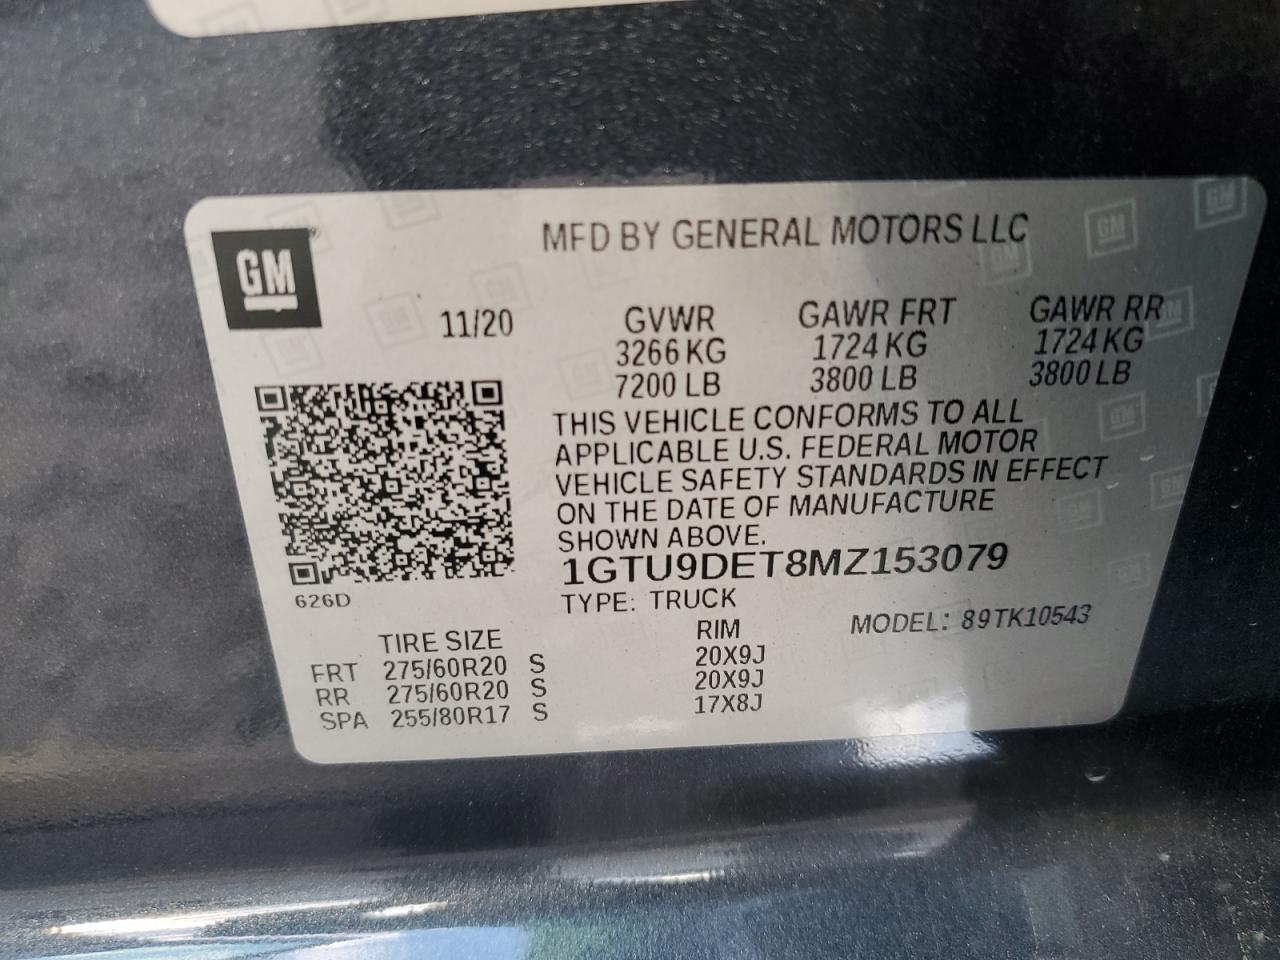 GM
MFD BY GENERAL MOTORS LLC
11/20 GVWR GAWR FRT GAWR RR
3266 KG 1724 KG 1724 KG
7200 LB 3800 LB 3800 LB
THIS VEHICLE CONFORMS TO ALL
APPLICABLE U.S. FEDERAL MOTOR
VEHICLE SAFETY STANDARDS IN EFFECT
ON THE DATE OF MANUFACTURE
SHOWN ABOVE.
1GTU9DET8MZ153079
626D
TYPE: TRUCK
MODEL: 89TK10543
TIRE SIZE RIM
FRT 275/60R20 S 20X9J
RR 275/60R20 S 20X9J
SPA 255/80R17 S 17X8J